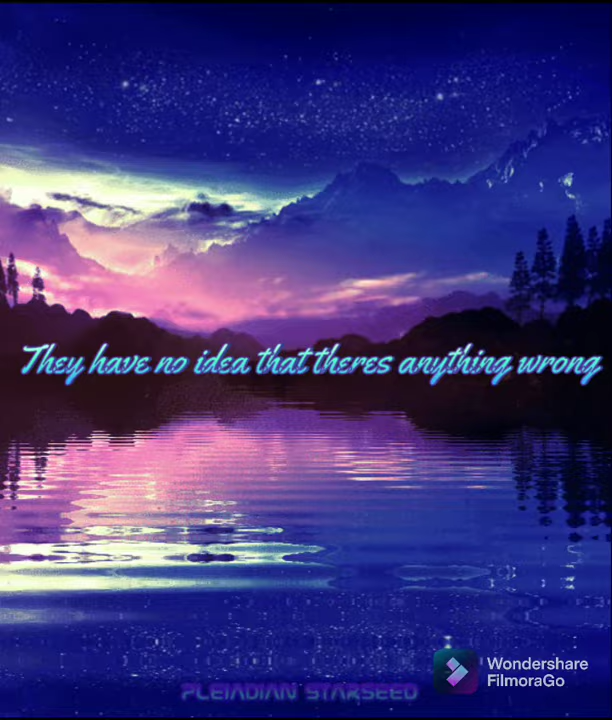 They have no idea that theres anything wrong
Wondershare
FilmoraGo
PLEIADIAN STARSEED